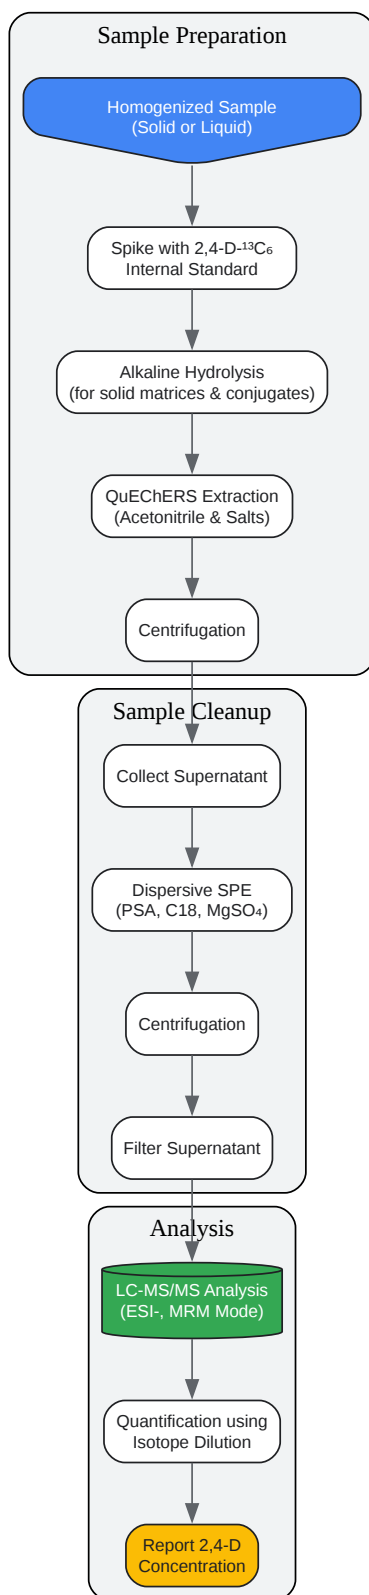 Sample Preparation
Homogenized Sample
(Solid or Liquid)
Spike with 2,4-D-¹³C₆
Internal Standard
Alkaline Hydrolysis
(for solid matrices & conjugates)
QuEChERS Extraction
(Acetonitrile & Salts)
Centrifugation
Sample Cleanup
Collect Supernatant
Dispersive SPE
(PSA, C18, MgSO₄)
Centrifugation
Filter Supernatant
Analysis
LC-MS/MS Analysis
(ESI-, MRM Mode)
Quantification using
Isotope Dilution
Report 2,4-D
Concentration